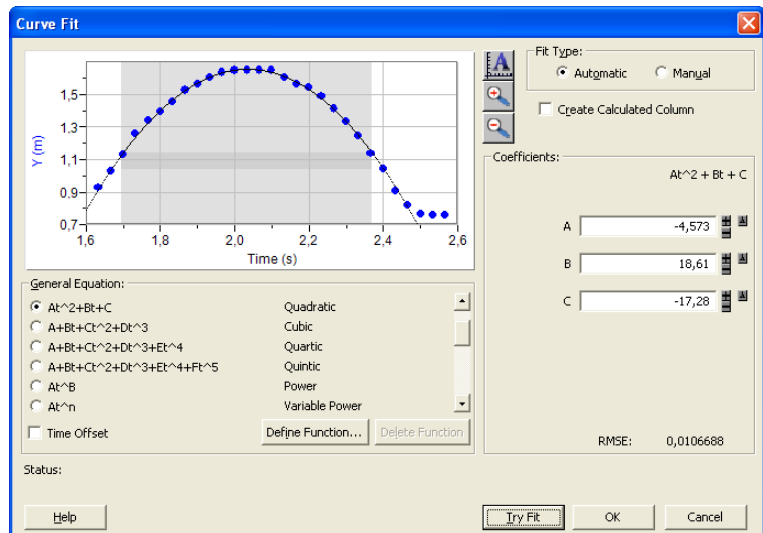 Curve Fit
Y (m)
1,5
1,3
1,1
0,9
0,7
1,6 1,8 2,0 2,2 2,4 2,6
Time (s)
A
Fit Type:
Automatic Manual
Create Calculated Column
Coefficients:
At^2 + Bt + C
A -4,573
B 18,61
C -17,28
RMSE: 0,0106688
General Equation:
At^2+Bt+C Quadratic
A+Bt+Ct^2+Dt^3 Cubic
A+Bt+Ct^2+Dt^3+Et^4 Quartic
A+Bt+Ct^2+Dt^3+Et^4+Ft^5 Quintic
At^B Power
At^n Variable Power
Time Offset Define Function... Delete Function
Status:
Help Try Fit OK Cancel